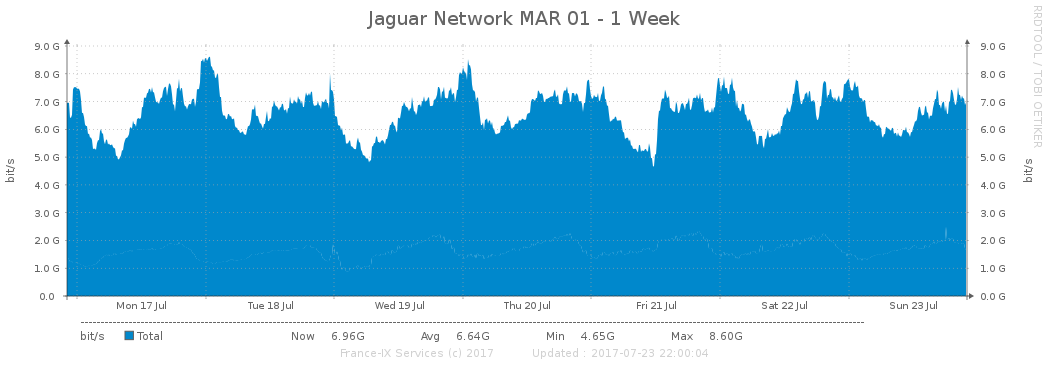 Jaguar Network MAR 01 - 1 Week
RRDTOOL / TOBI OETIKER
9.0 G 9.0 G
8.0 G 8.0 G
7.0 G 7.0 G
6.0 G 6.0 G
5.0 G 5.0 G
4.0 G 4.0 G
3.0 G 3.0 G
2.0 G 2.0 G
1.0 G 1.0 G
0.0 0.0 G
bit/s bit/s
Mon 17 Jul Tue 18 Jul Wed 19 Jul Thu 20 Jul Fri 21 Jul Sat 22 Jul Sun 23 Jul
bit/s Total Now 6.96G Avg 6.64G Min 4.65G Max 8.60G
France-IX Services (c) 2017 Updated : 2017-07-23 22:00:04